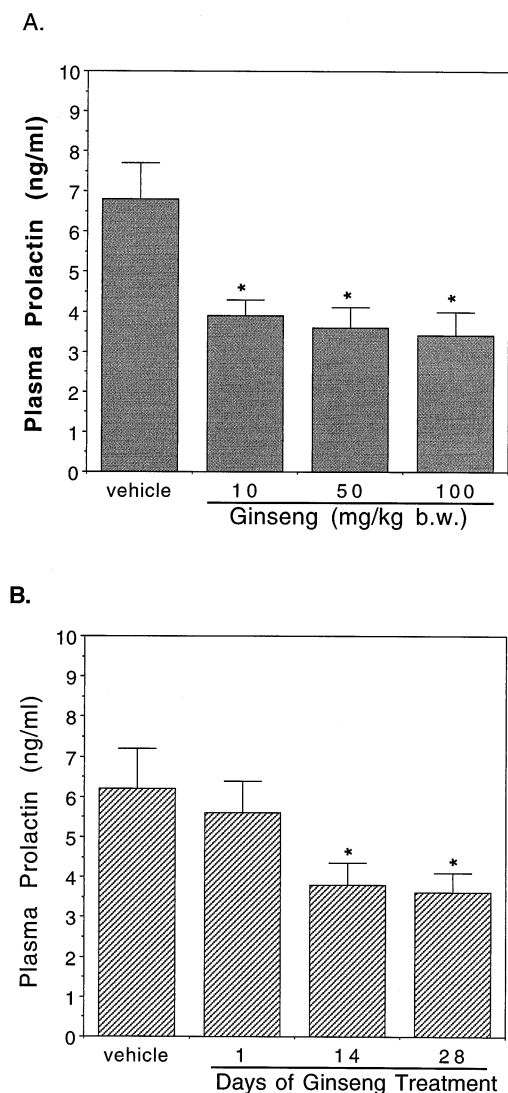 A.
Plasma Prolactin (ng/ml)
10
9
8
7
6
5
4
3
2
1
0
* * *
vehicle 10 50 100
Ginseng (mg/kg b.w.)
B.
Plasma Prolactin (ng/ml)
10
9
8
7
6
5
4
3
2
1
0
* *
vehicle 1 14 28
Days of Ginseng Treatment